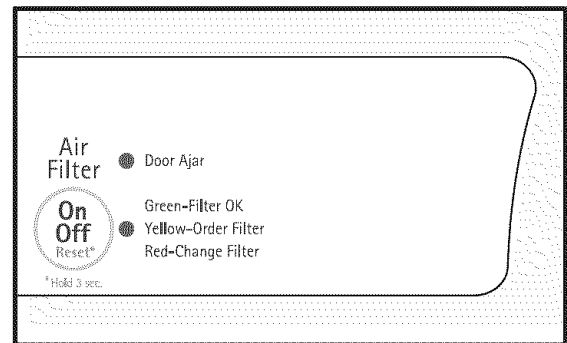 Air
Filter
Door Ajar
On
Off
Reset*
Green-Filter OK
Yellow-Order Filter
Red-Change Filter
*Hold 3 sec.